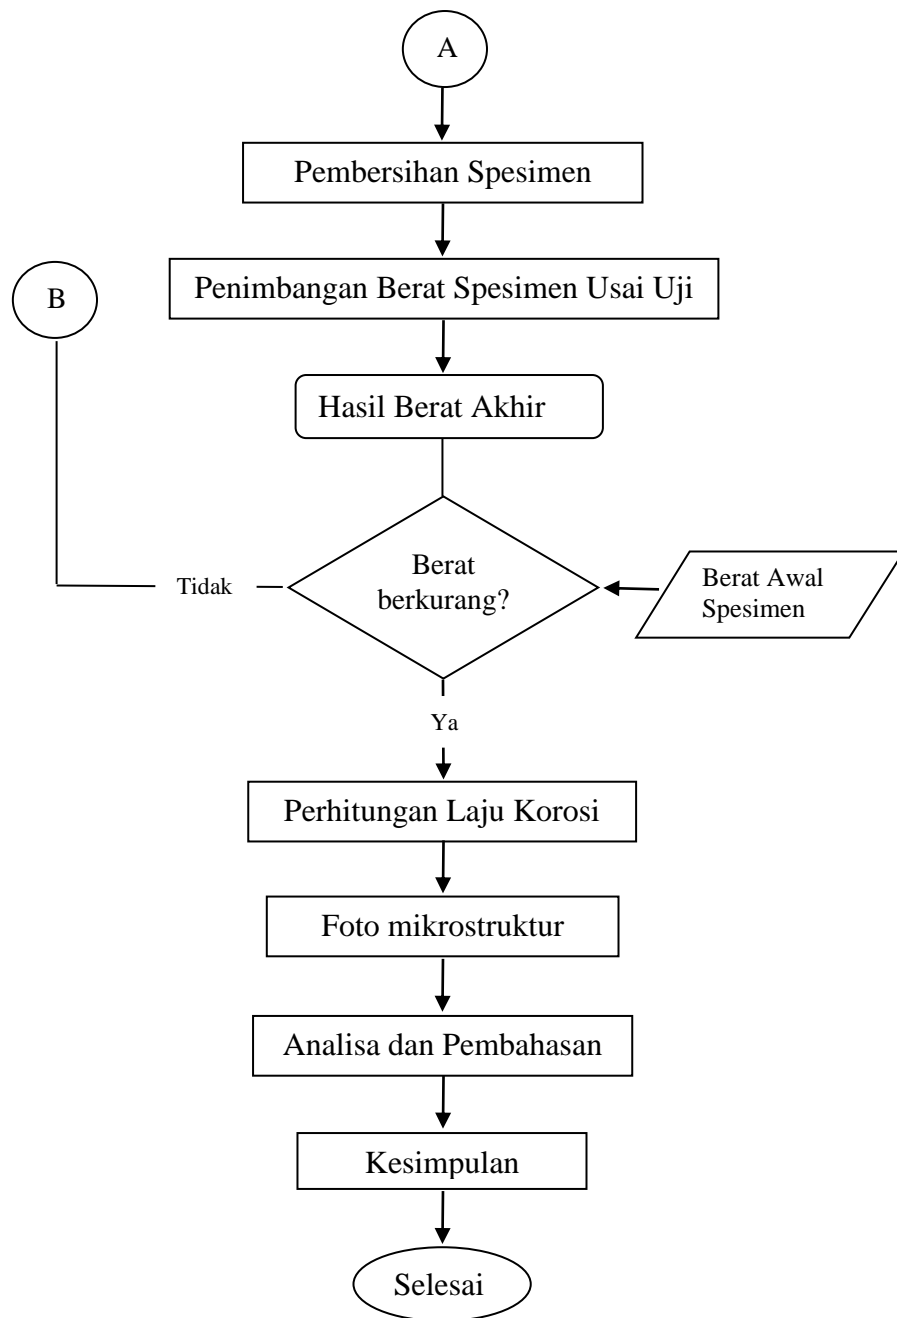 A
Pembersihan Spesimen
Penimbangan Berat Spesimen Usai Uji
B
Hasil Berat Akhir
Berat
berkurang?
Tidak
Berat Awal
Spesimen
Ya
Perhitungan Laju Korosi
Foto mikrostruktur
Analisa dan Pembahasan
Kesimpulan
Selesai